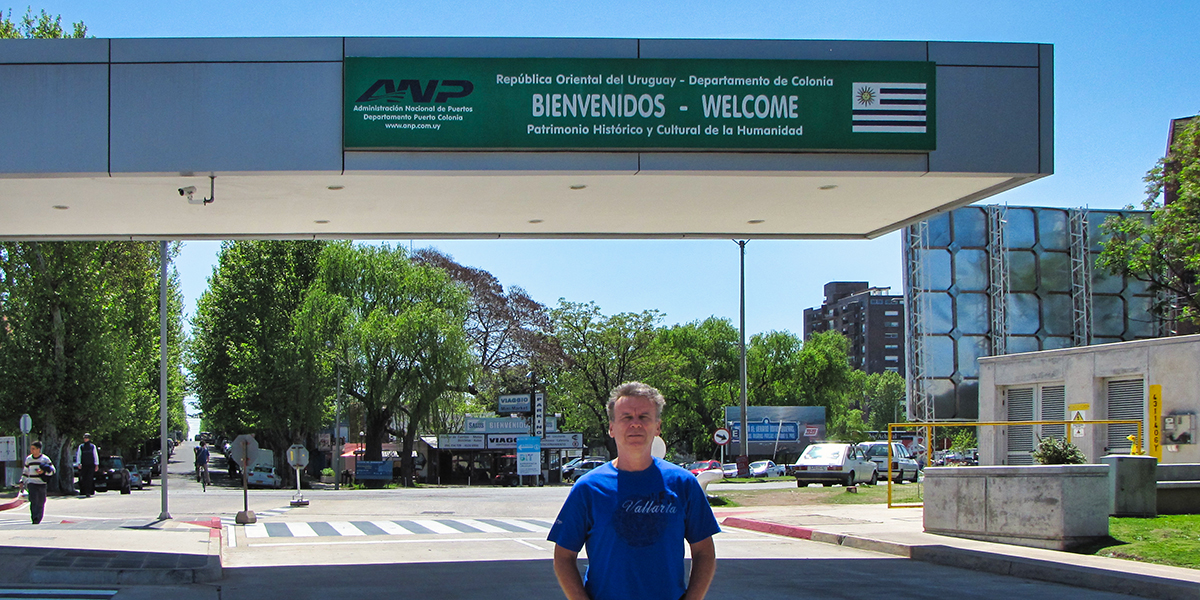 ANP
Administración Nacional de Puertos
Departamento Puerto Colonia
www.anp.com.uy
República Oriental del Uruguay - Departamento de Colonia
BIENVENIDOS - WELCOME
Patrimonio Histórico y Cultural de la Humanidad
VIAGGIO
Vallarta